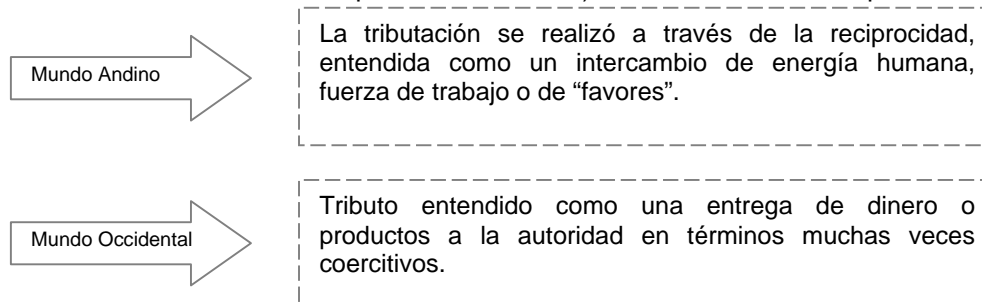 La tributación se realizó a través de la reciprocidad,
Mundo Andino
entendida como un intercambio de energía humana,
fuerza de trabajo o de “favores”.
Tributo entendido como una entrega de dinero o
Mundo Occidental
productos a la autoridad en términos muchas veces
coercitivos.